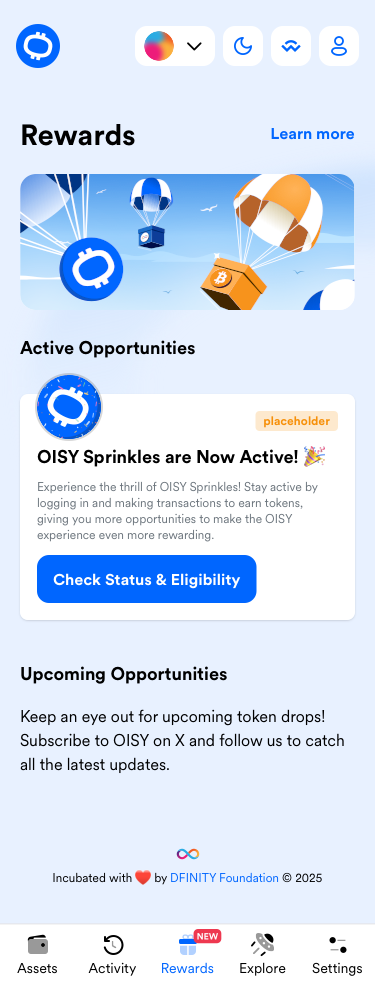 Rewards
Learn more
Active Opportunities
placeholder
OISY Sprinkles are Now Active! 🎉
Experience the thrill of OISY Sprinkles! Stay active by
logging in and making transactions to earn tokens,
giving you more opportunities to make the OISY
experience even more rewarding.
Check Status & Eligibility
Upcoming Opportunities
Keep an eye out for upcoming token drops!
Subscribe to OISY on X and follow us to catch
all the latest updates.
Incubated with ❤️ by DFINITY Foundation © 2025
NEW
Assets
Activity
Rewards
Explore
Settings